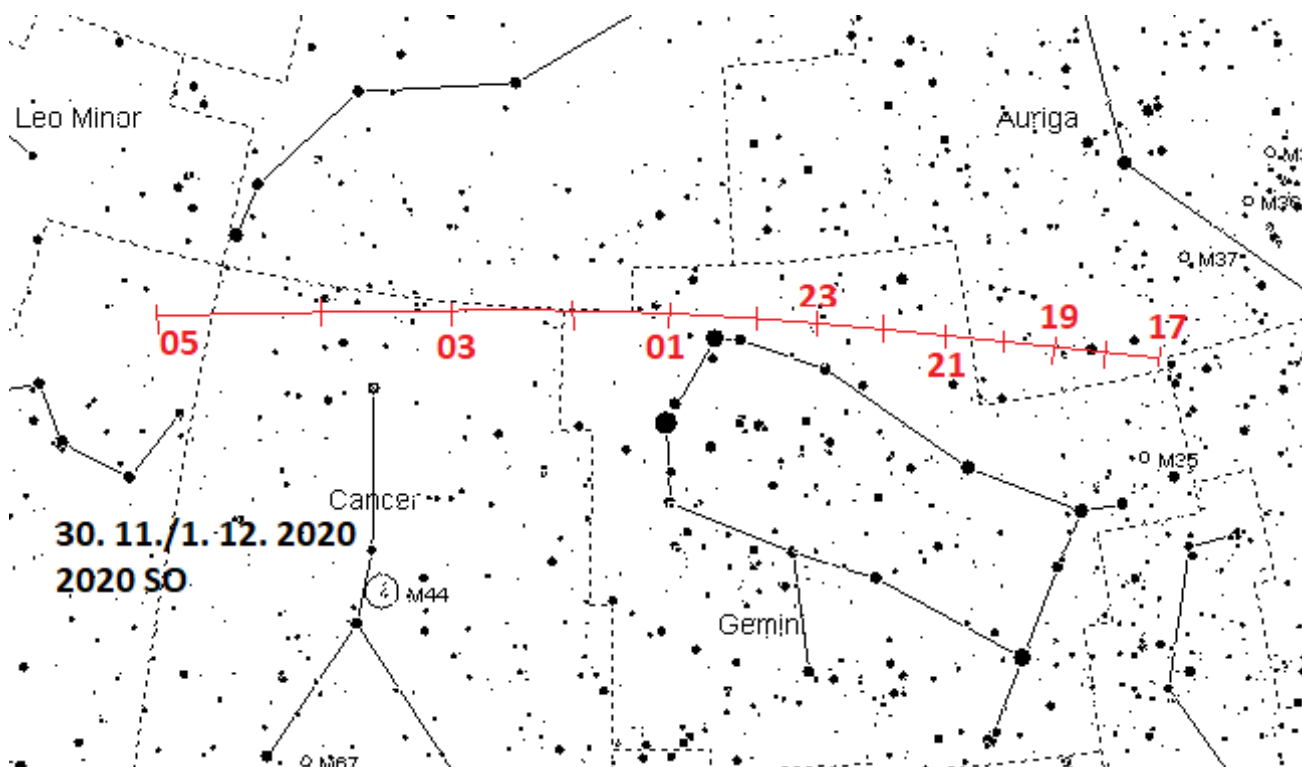 Leo Minor
Auriga
M36
M37
23
19
17
05
03
01
21
M35
Cancer
30. 11./1. 12. 2020
2020 SO
M44
Gemini
M67